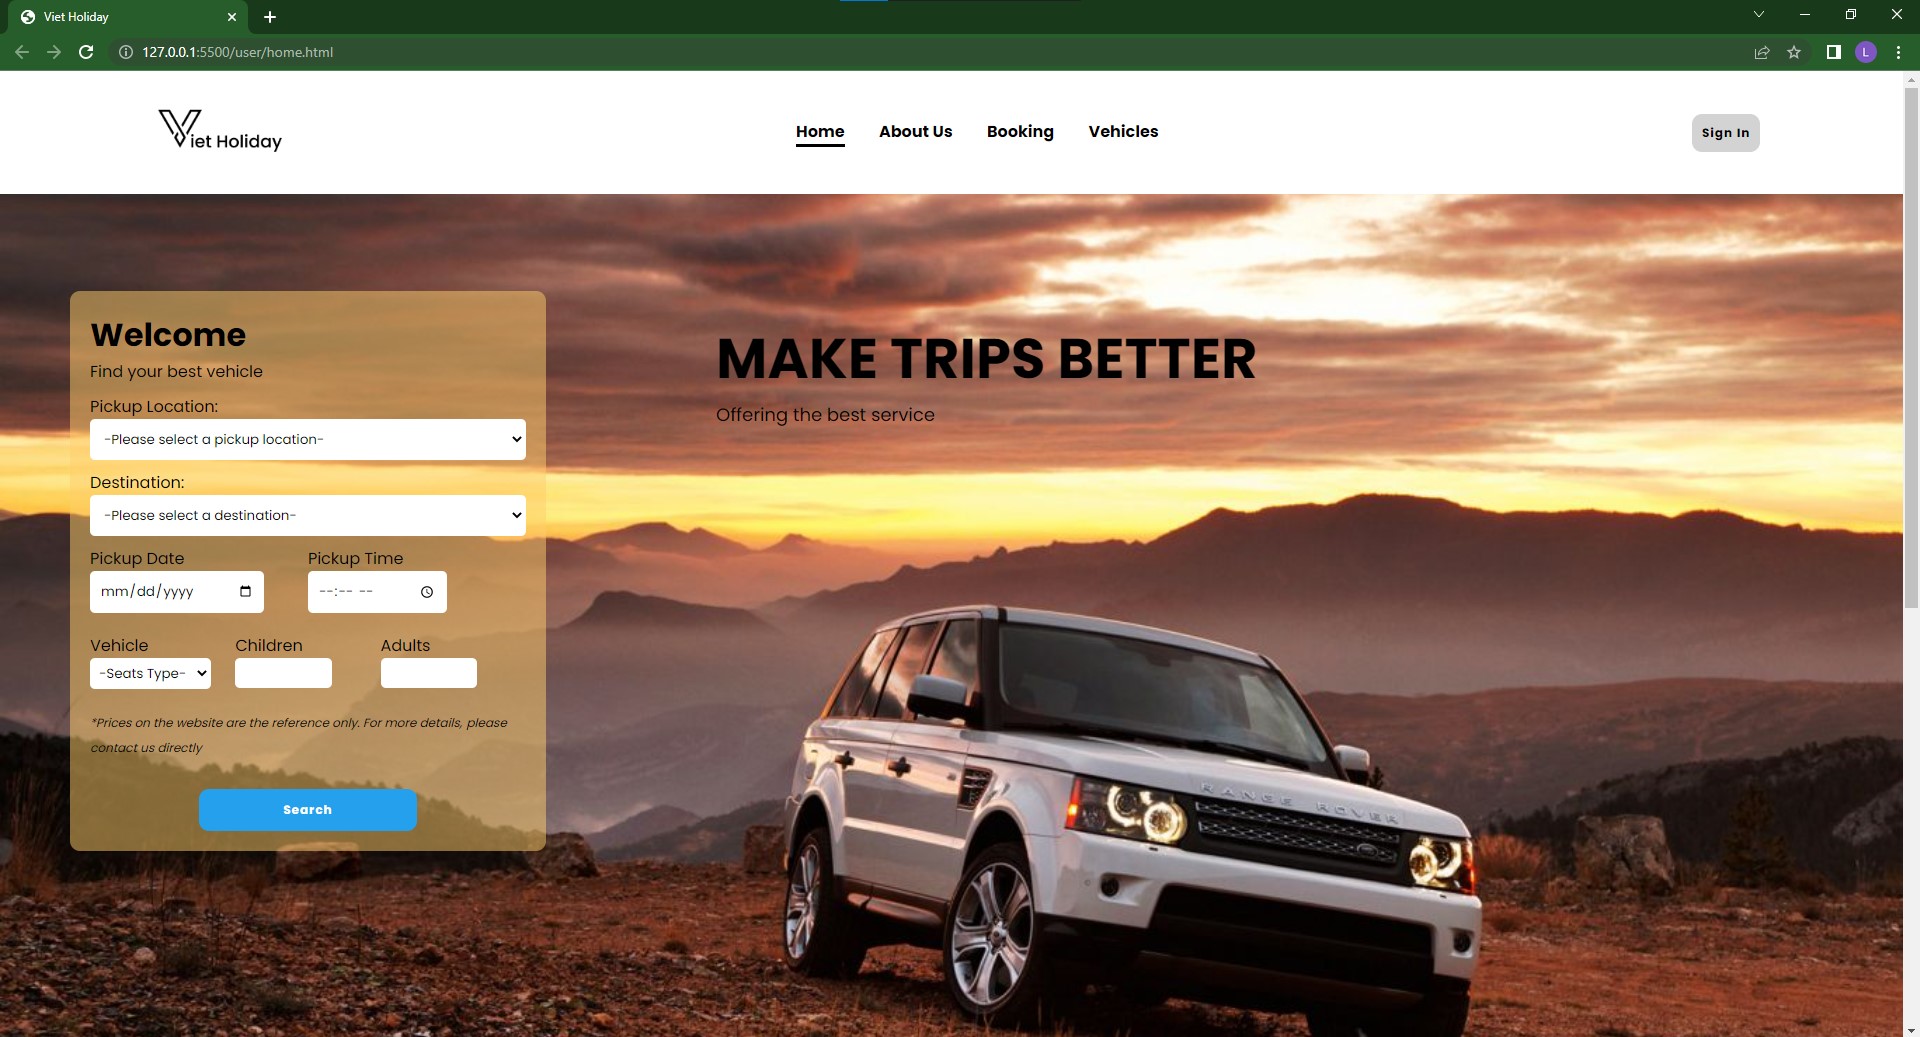 Viet Holiday
127.0.0.1:5500/user/home.html
L
Viet Holiday
Home About Us Booking Vehicles
Sign In
Welcome
Find your best vehicle
Pickup Location:
-Please select a pickup location-
Destination:
-Please select a destination-
Pickup Date Pickup Time
mm/dd/yyyy --:-- --
Vehicle Children Adults
-Seats Type-
*Prices on the website are the reference only. For more details, please
contact us directly
Search
MAKE TRIPS BETTER
Offering the best service
RANGE ROVER